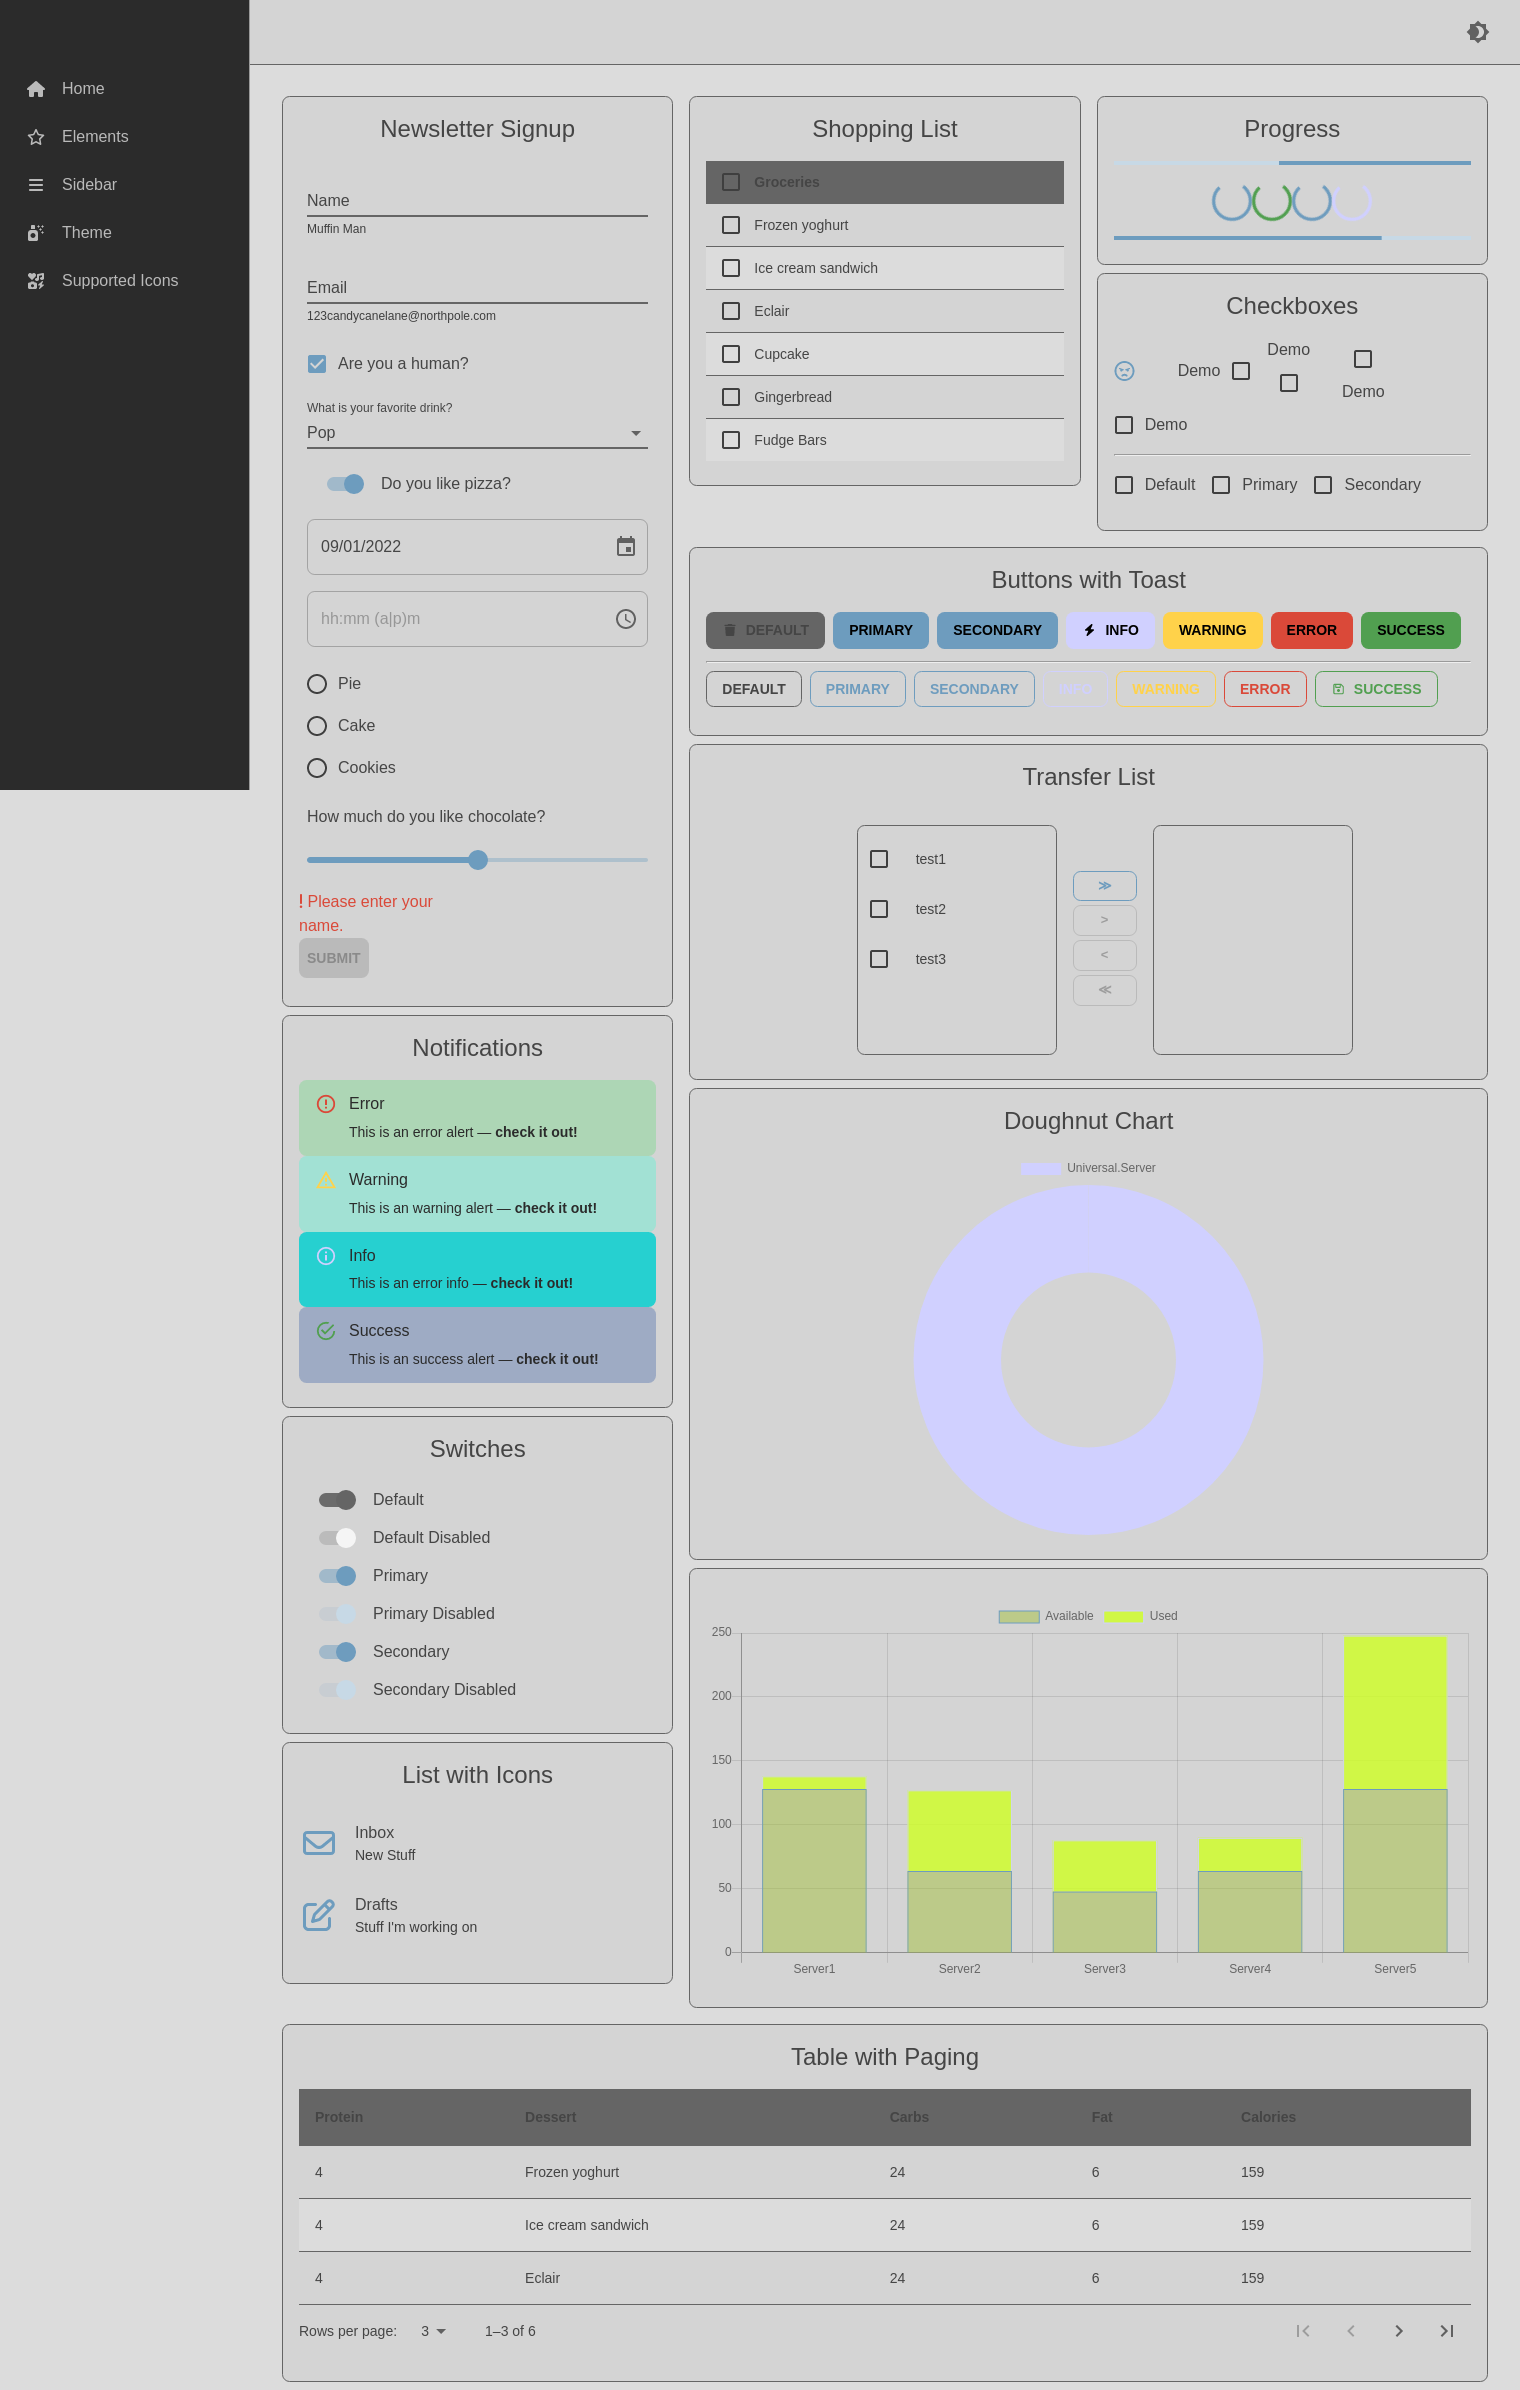 Home
Elements
Sidebar
Theme
Supported Icons
Newsletter Signup
Name
Muffin Man
Email
123candycanelane@northpole.com
Are you a human?
What is your favorite drink?
Pop
Do you like pizza?
09/01/2022
hh:mm (a|p)m
Pie
Cake
Cookies
How much do you like chocolate?
! Please enter your
name.
SUBMIT
Notifications
Error
This is an error alert — check it out!
Warning
This is an warning alert — check it out!
Info
This is an error info — check it out!
Success
This is an success alert — check it out!
Switches
Default
Default Disabled
Primary
Primary Disabled
Secondary
Secondary Disabled
List with Icons
Inbox
New Stuff
Drafts
Stuff I'm working on
Shopping List
Groceries
Frozen yoghurt
Ice cream sandwich
Eclair
Cupcake
Gingerbread
Fudge Bars
Progress
Checkboxes
Demo
Demo
Demo
Demo
Default Primary Secondary
Buttons with Toast
DEFAULT PRIMARY SECONDARY INFO WARNING ERROR SUCCESS
DEFAULT PRIMARY SECONDARY INFO WARNING ERROR SUCCESS
Transfer List
test1
test2
test3
≫
>
<
≪
Doughnut Chart
Universal.Server
Available Used
250
200
150
100
50
0
Server1 Server2 Server3 Server4 Server5
Table with Paging
Protein Dessert Carbs Fat Calories
4 Frozen yoghurt 24 6 159
4 Ice cream sandwich 24 6 159
4 Eclair 24 6 159
Rows per page: 3 1–3 of 6